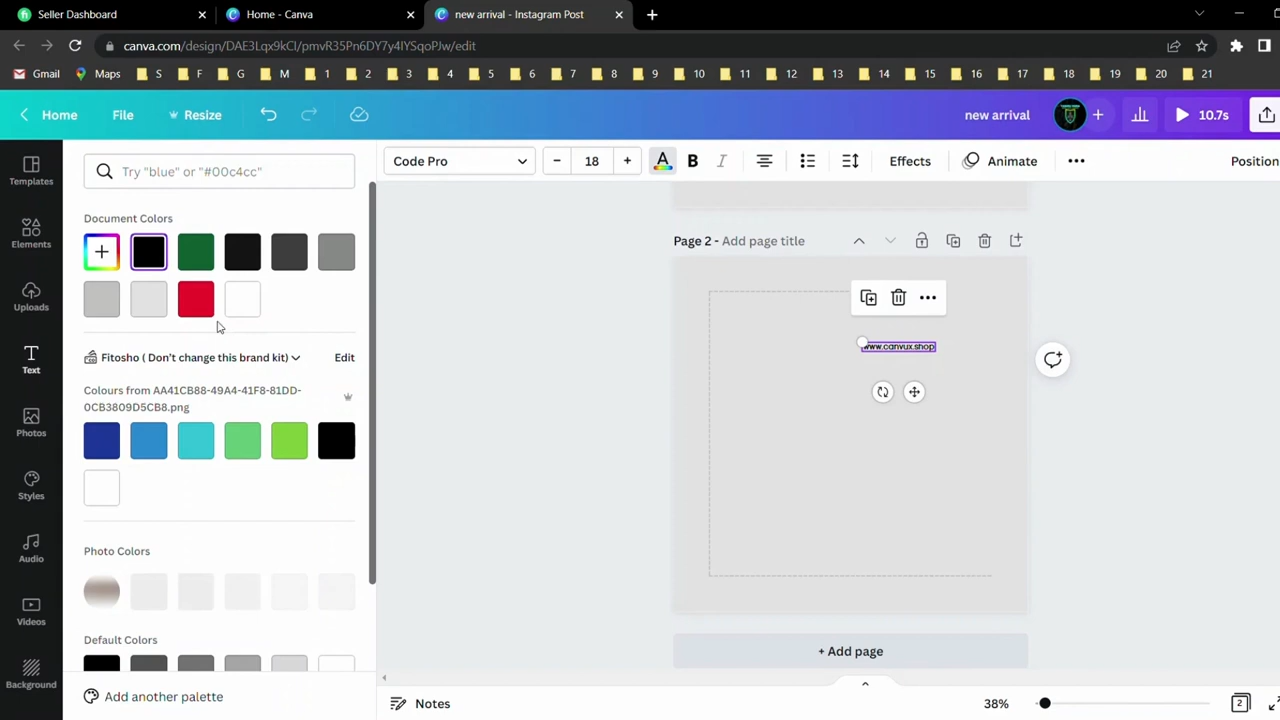 Seller Dashboard
Home - Canva
new arrival - Instagram Post
canva.com/design/DAE3Lqx9kCI/pmvR35Pn6DY7y4IYSqoPJw/edit
Gmail Maps S F G M 1 2 3 4 5 6 7 8 9 10 11 12 13 14 15 16 17 18 19 20 21
Home File Resize new arrival 10.7s
Code Pro 18 A B I Effects Animate Position
Templates
Elements
Uploads
Text
Photos
Styles
Audio
Videos
Background
Try "blue" or "#00c4cc"
Document Colors
Fitosho ( Don't change this brand kit) Edit
Colours from AA41CB88-49A4-41F8-81DD-
0CB3809D5CB8.png
Photo Colors
Default Colors
Add another palette
Page 2 - Add page title
www.canvux.shop
+ Add page
Notes
38%
2